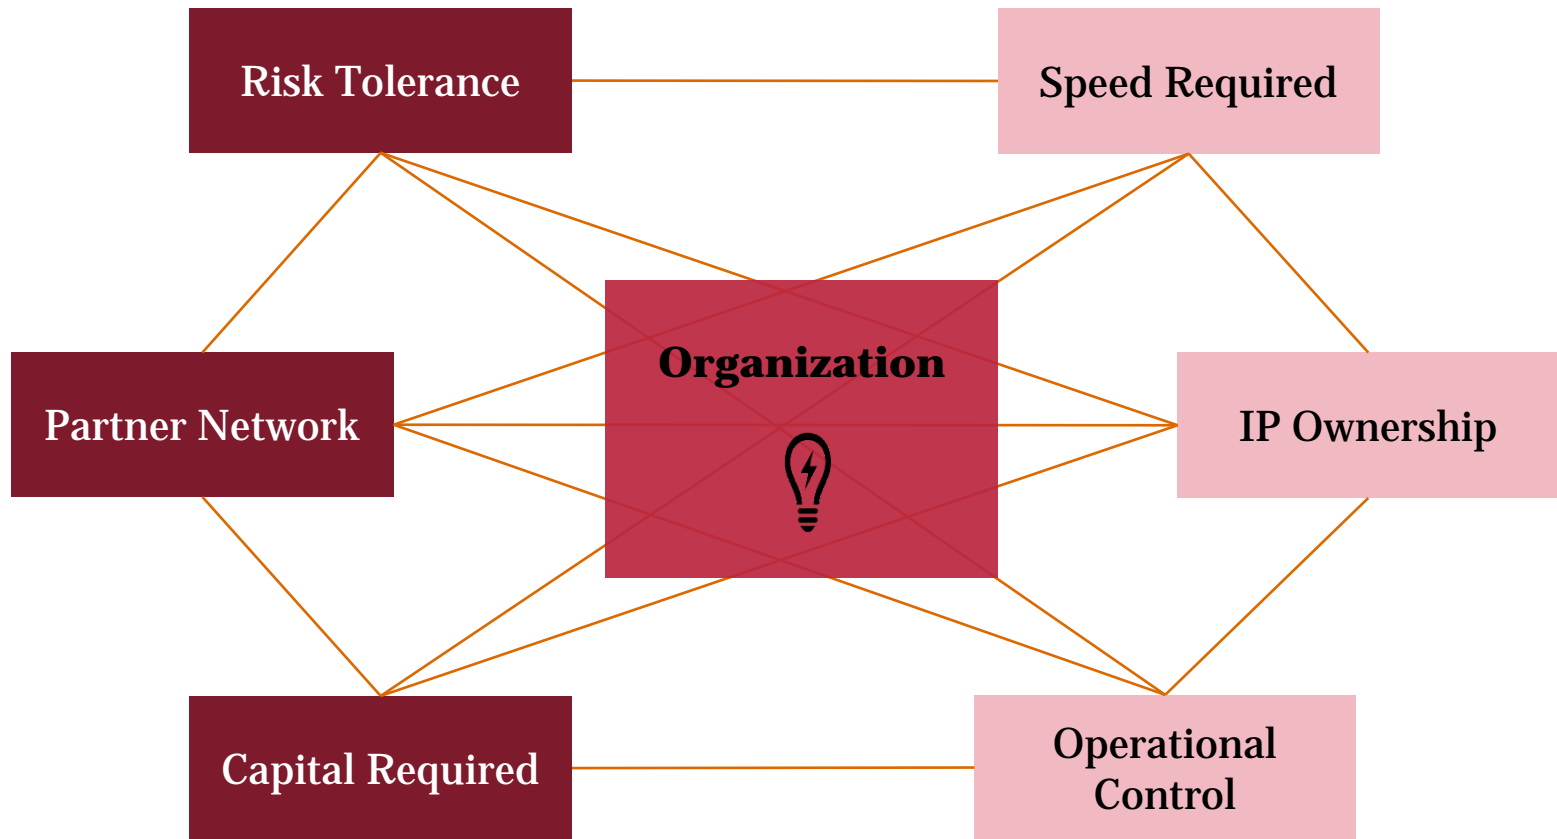 Risk Tolerance
Speed Required
Organization
Partner Network
IP Ownership
Capital Required
Operational
Control